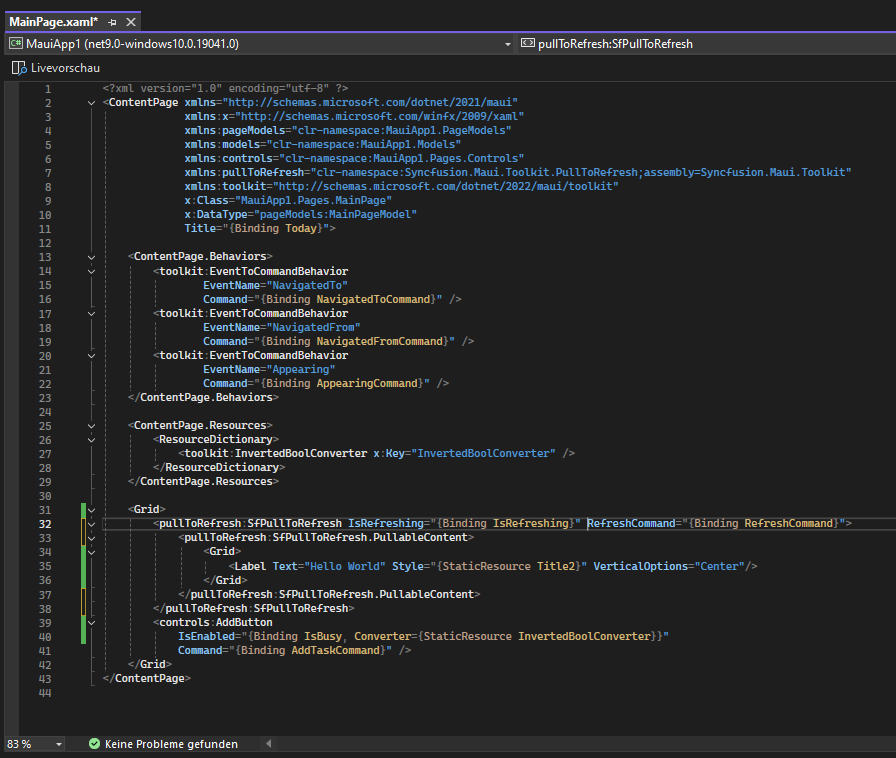 MainPage.xaml*
MauiApp1 (net9.0-windows10.0.19041.0) pullToRefresh:SfPullToRefresh
Livevorschau
1 <?xml version="1.0" encoding="utf-8" ?>
2 <ContentPage xmlns="http://schemas.microsoft.com/dotnet/2021/maui"
3 xmlns:x="http://schemas.microsoft.com/winfx/2009/xaml"
4 xmlns:pageModels="clr-namespace:MauiApp1.PageModels"
5 xmlns:models="clr-namespace:MauiApp1.Models"
6 xmlns:controls="clr-namespace:MauiApp1.Pages.Controls"
7 xmlns:pullToRefresh="clr-namespace:Syncfusion.Maui.Toolkit.PullToRefresh;assembly=Syncfusion.Maui.Toolkit"
8 xmlns:toolkit="http://schemas.microsoft.com/dotnet/2022/maui/toolkit"
9 x:Class="MauiApp1.Pages.MainPage"
10 x:DataType="pageModels:MainPageModel"
11 Title="{Binding Today}">
12
13 <ContentPage.Behaviors>
14 <toolkit:EventToCommandBehavior
15 EventName="NavigatedTo"
16 Command="{Binding NavigatedToCommand}" />
17 <toolkit:EventToCommandBehavior
18 EventName="NavigatedFrom"
19 Command="{Binding NavigatedFromCommand}" />
20 <toolkit:EventToCommandBehavior
21 EventName="Appearing"
22 Command="{Binding AppearingCommand}" />
23 </ContentPage.Behaviors>
24
25 <ContentPage.Resources>
26 <ResourceDictionary>
27 <toolkit:InvertedBoolConverter x:Key="InvertedBoolConverter" />
28 </ResourceDictionary>
29 </ContentPage.Resources>
30
31 <Grid>
32 <pullToRefresh:SfPullToRefresh IsRefreshing="{Binding IsRefreshing}" RefreshCommand="{Binding RefreshCommand}">
33 <pullToRefresh:SfPullToRefresh.PullableContent>
34 <Grid>
35 <Label Text="Hello World" Style="{StaticResource Title2}" VerticalOptions="Center"/>
36 </Grid>
37 </pullToRefresh:SfPullToRefresh.PullableContent>
38 </pullToRefresh:SfPullToRefresh>
39 <controls:AddButton
40 IsEnabled="{Binding IsBusy, Converter={StaticResource InvertedBoolConverter}}"
41 Command="{Binding AddTaskCommand}" />
42 </Grid>
43 </ContentPage>
44
83 % Keine Probleme gefunden